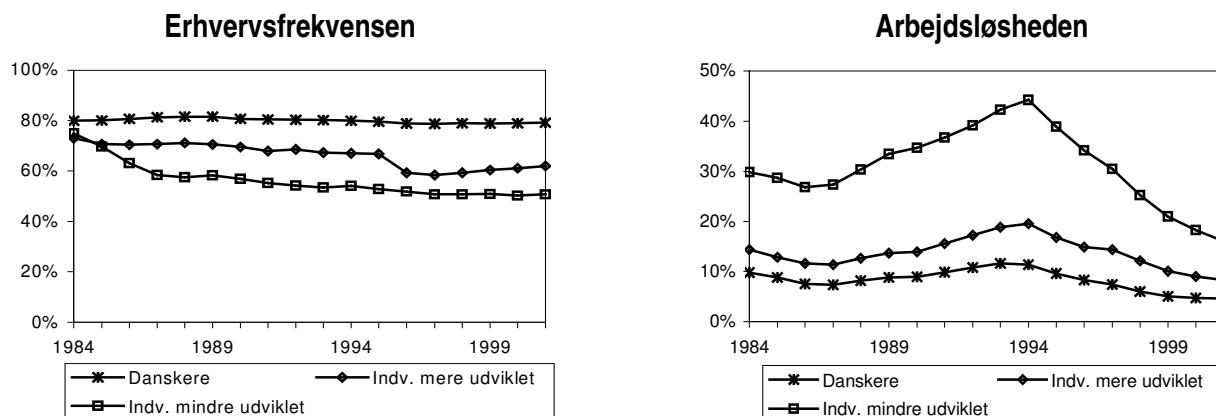 Erhvervsfrekvensen
100%
80%
60%
40%
20%
0%
1984 1989 1994 1999
Danskere Indv. mere udviklet
Indv. mindre udviklet
Arbejdsløsheden
50%
40%
30%
20%
10%
0%
1984 1989 1994 1999
Danskere Indv. mere udviklet
Indv. mindre udviklet